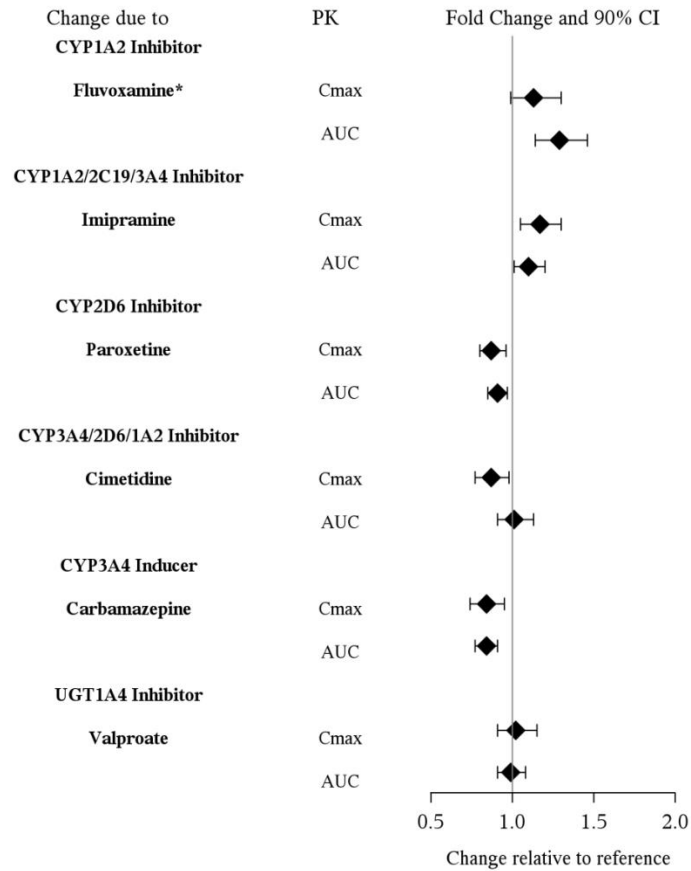 Change due to PK Fold Change and 90% CI
CYP1A2 Inhibitor
Fluvoxamine* Cmax
AUC
CYP1A2/2C19/3A4 Inhibitor
Imipramine Cmax
AUC
CYP2D6 Inhibitor
Paroxetine Cmax
AUC
CYP3A4/2D6/1A2 Inhibitor
Cimetidine Cmax
AUC
CYP3A4 Inducer
Carbamazepine Cmax
AUC
UGT1A4 Inhibitor
Valproate Cmax
AUC
0.5 1.0 1.5 2.0
Change relative to reference